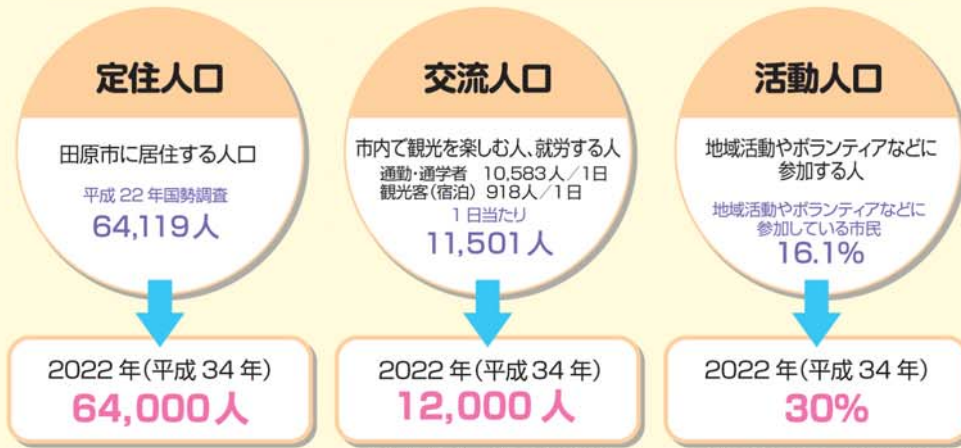 定住人口
田原市に居住する人口
平成 22 年国勢調査
64,119人
2022 年(平成 34 年)
64,000人
交流人口
市内で観光を楽しむ人、就労する人
通勤・通学者 10,583 人／1日
観光客(宿泊) 918人／1日
1 日当たり
11,501 人
2022 年(平成 34 年)
12,000 人
活動人口
地域活動やボランティアなどに
参加する人
地域活動やボランティアなどに
参加している市民
16.1%
2022 年(平成 34 年)
30%